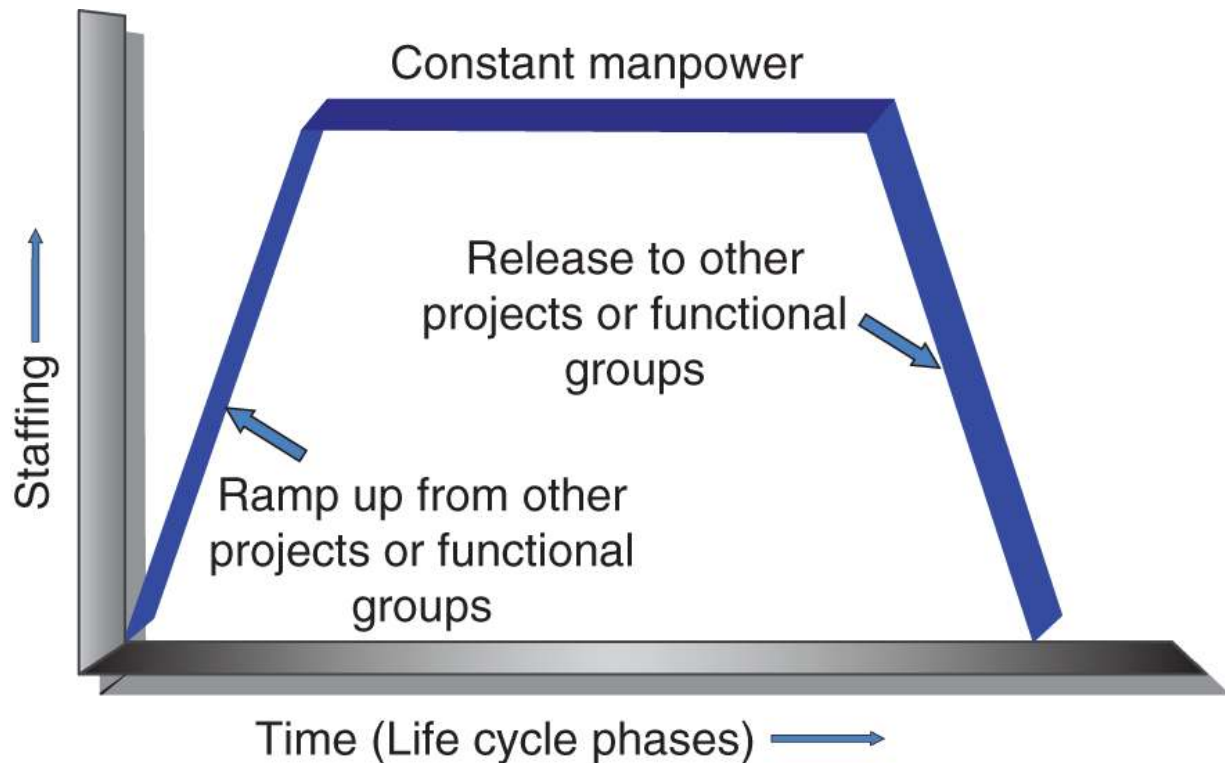 Constant manpower
Release to other
projects or functional
groups
Staffing
Ramp up from other
projects or functional
groups
Time (Life cycle phases)